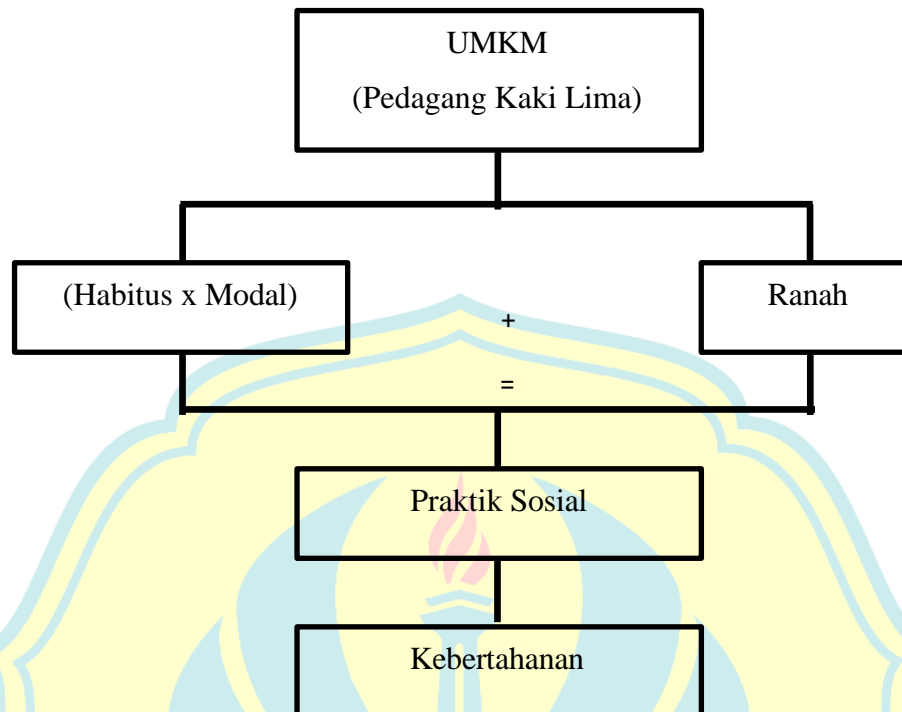 UMKM
(Pedagang Kaki Lima)
(Habitus x Modal)
Ranah
+
=
Praktik Sosial
Kebertahanan